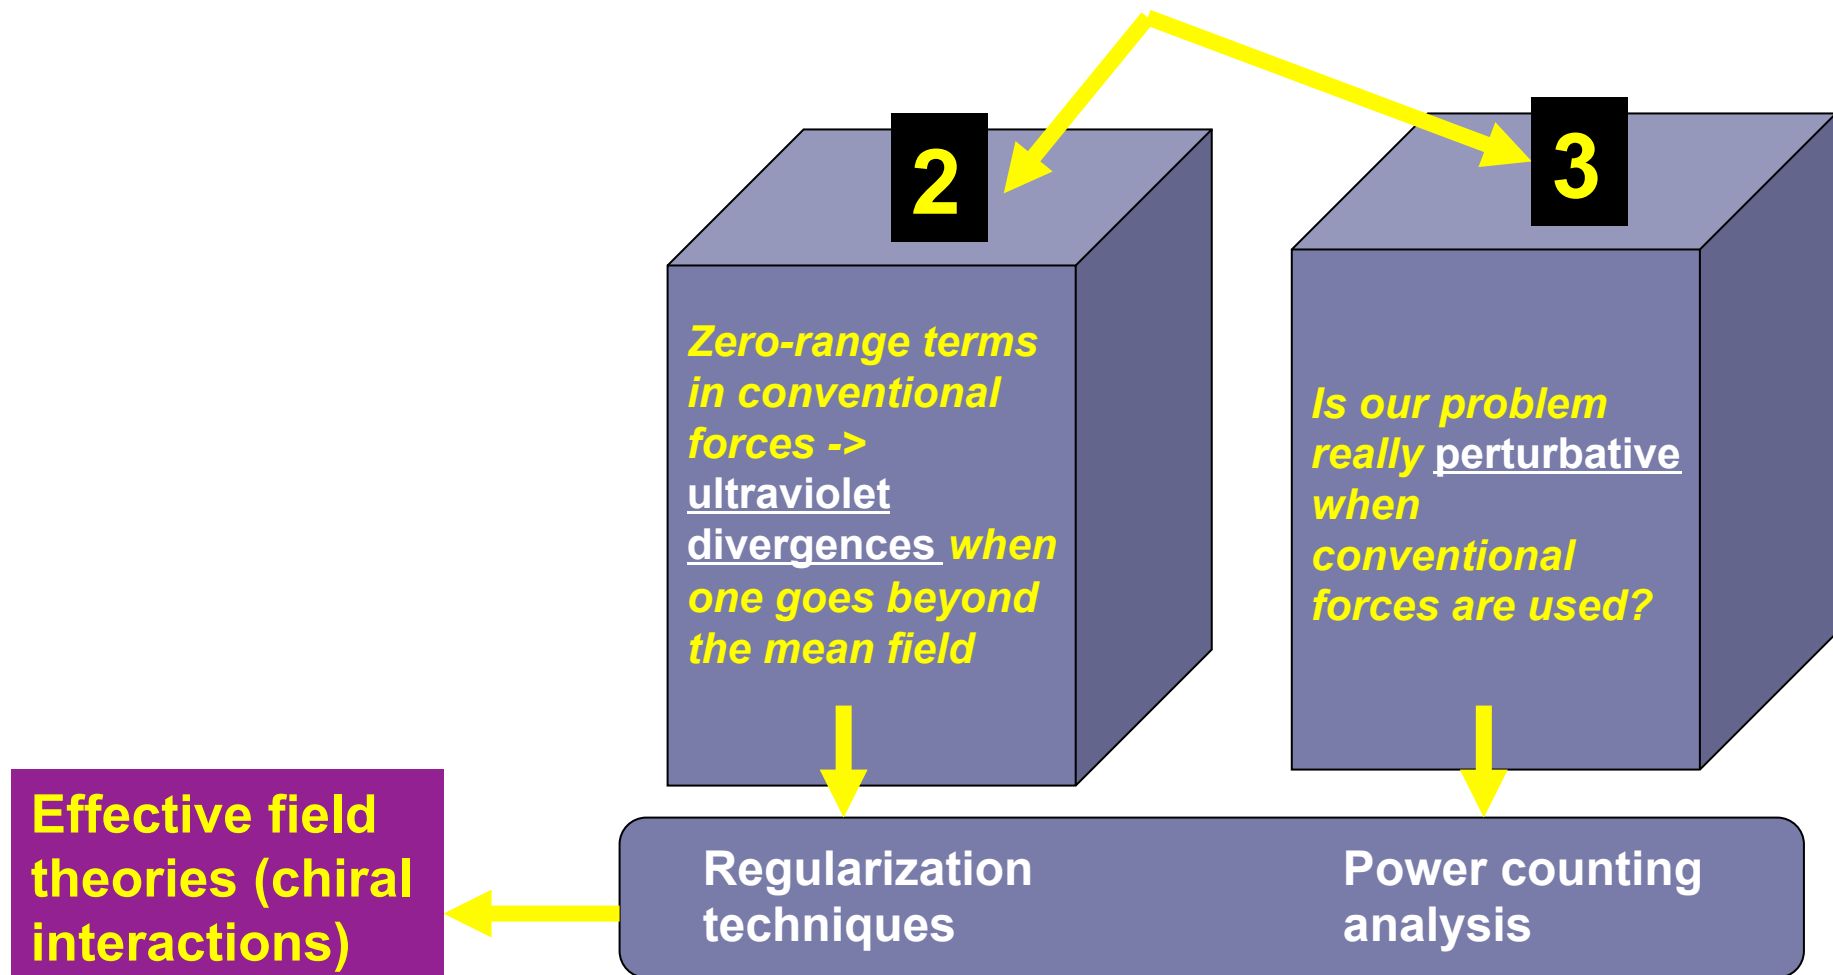 2
Zero-range terms
in conventional
forces ->
ultraviolet
divergences when
one goes beyond
the mean field
3
Is our problem
really perturbative
when
conventional
forces are used?
Effective field
theories (chiral
interactions)
Regularization
techniques
Power counting
analysis